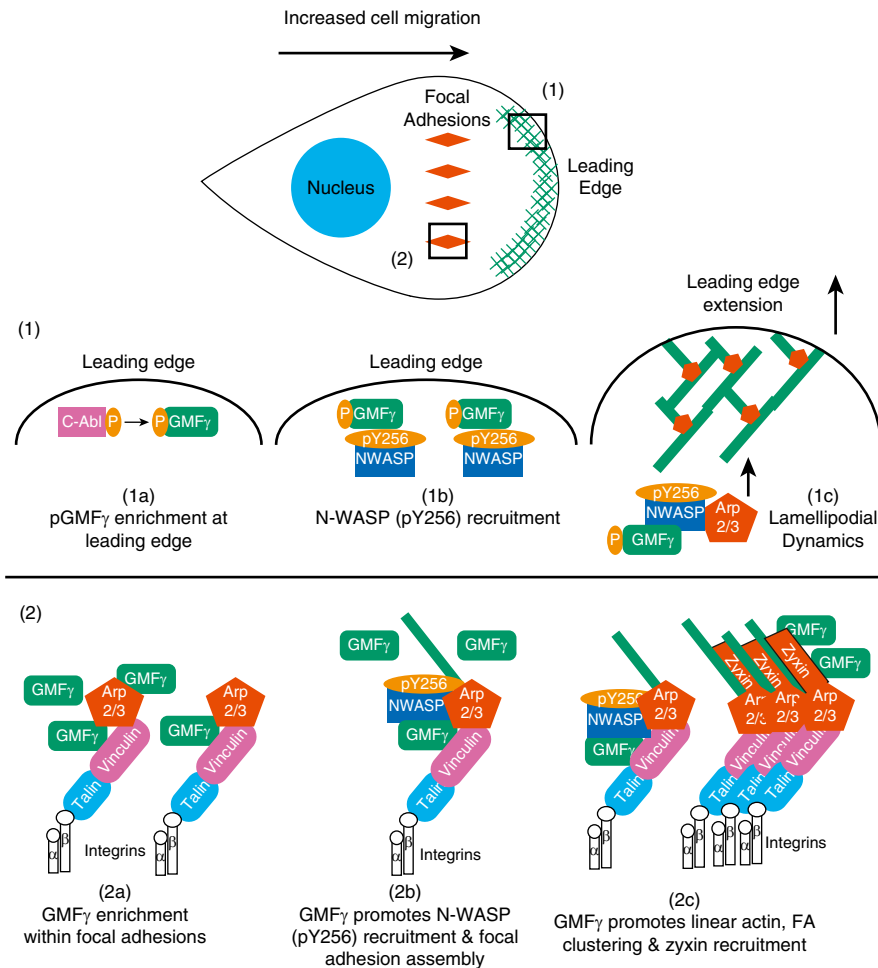 Increased cell migration
(1)
Focal
Adhesions
Leading
Edge
Nucleus
(2)
(1)
Leading edge
C-Abl P P GMFγ
(1a)
pGMFγ enrichment at
leading edge
Leading edge
P GMFγ P GMFγ
pY256 pY256
NWASP NWASP
(1b)
N-WASP (pY256) recruitment
Leading edge
extension
pY256
NWASP
Arp
2/3
P GMFγ
(1c)
Lamellipodial
Dynamics
(2)
GMFγ
GMFγ
Arp
2/3
GMFγ
Vinculin
Talin
α β
Integrins
GMFγ
Arp
2/3
Vinculin
Talin
α β
(2a)
GMFγ enrichment
within focal adhesions
GMFγ GMFγ
pY256
NWASP
Arp
2/3
GMFγ
Vinculin
Talin
α β
Integrins
(2b)
GMFγ promotes N-WASP
(pY256) recruitment & focal
adhesion assembly
pY256
NWASP
Arp
2/3
GMFγ
Vinculin
Talin
α β
GMFγ
GMFγ
Zyxin Zyxin Zyxin
Arp Arp Arp
2/3 2/3 2/3
Vinculin Vinculin Vinculin
Talin Talin Talin
α β α β α β
Integrins
(2c)
GMFγ promotes linear actin, FA
clustering & zyxin recruitment